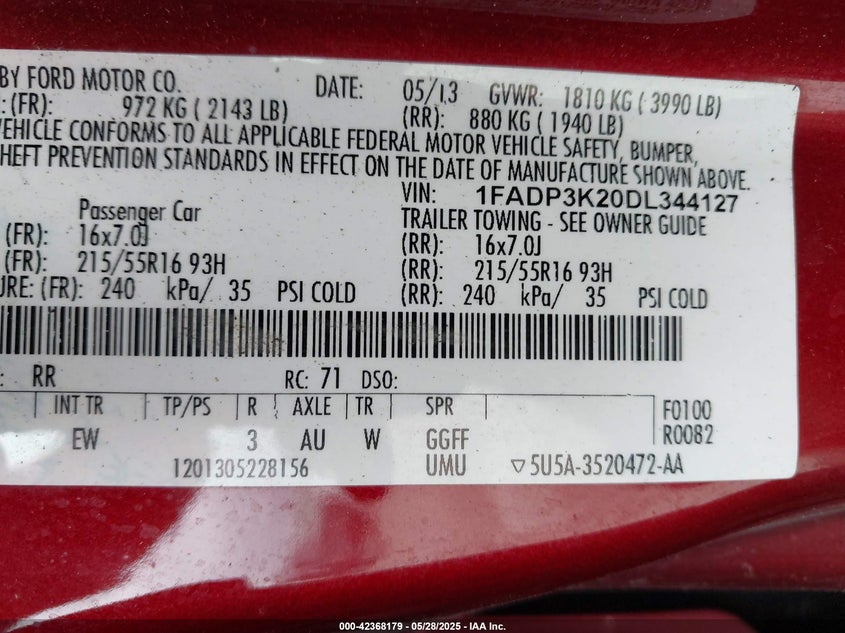 BY FORD MOTOR CO. DATE: 05/13 GVWR: 1810 KG ( 3990 LB)
(FR): 972 KG ( 2143 LB) (RR): 880 KG ( 1940 LB)
VEHICLE CONFORMS TO ALL APPLICABLE FEDERAL MOTOR VEHICLE SAFETY, BUMPER,
THEFT PREVENTION STANDARDS IN EFFECT ON THE DATE OF MANUFACTURE SHOWN ABOVE.
VIN: 1FADP3K20DL344127
Passenger Car TRAILER TOWING - SEE OWNER GUIDE
(FR): 16x7.0J (RR): 16x7.0J
(FR): 215/55R16 93H (RR): 215/55R16 93H
URE: (FR): 240 kPa/ 35 PSI COLD (RR): 240 kPa/ 35 PSI COLD
: RR RC: 71 DSO:
INT TR TP/PS R AXLE TR SPR F0100
EW 3 AU W GGFF R0082
1201305228156 UMU ▽5U5A-3520472-AA
000-42368179 - 05/28/2025 - IAA Inc.